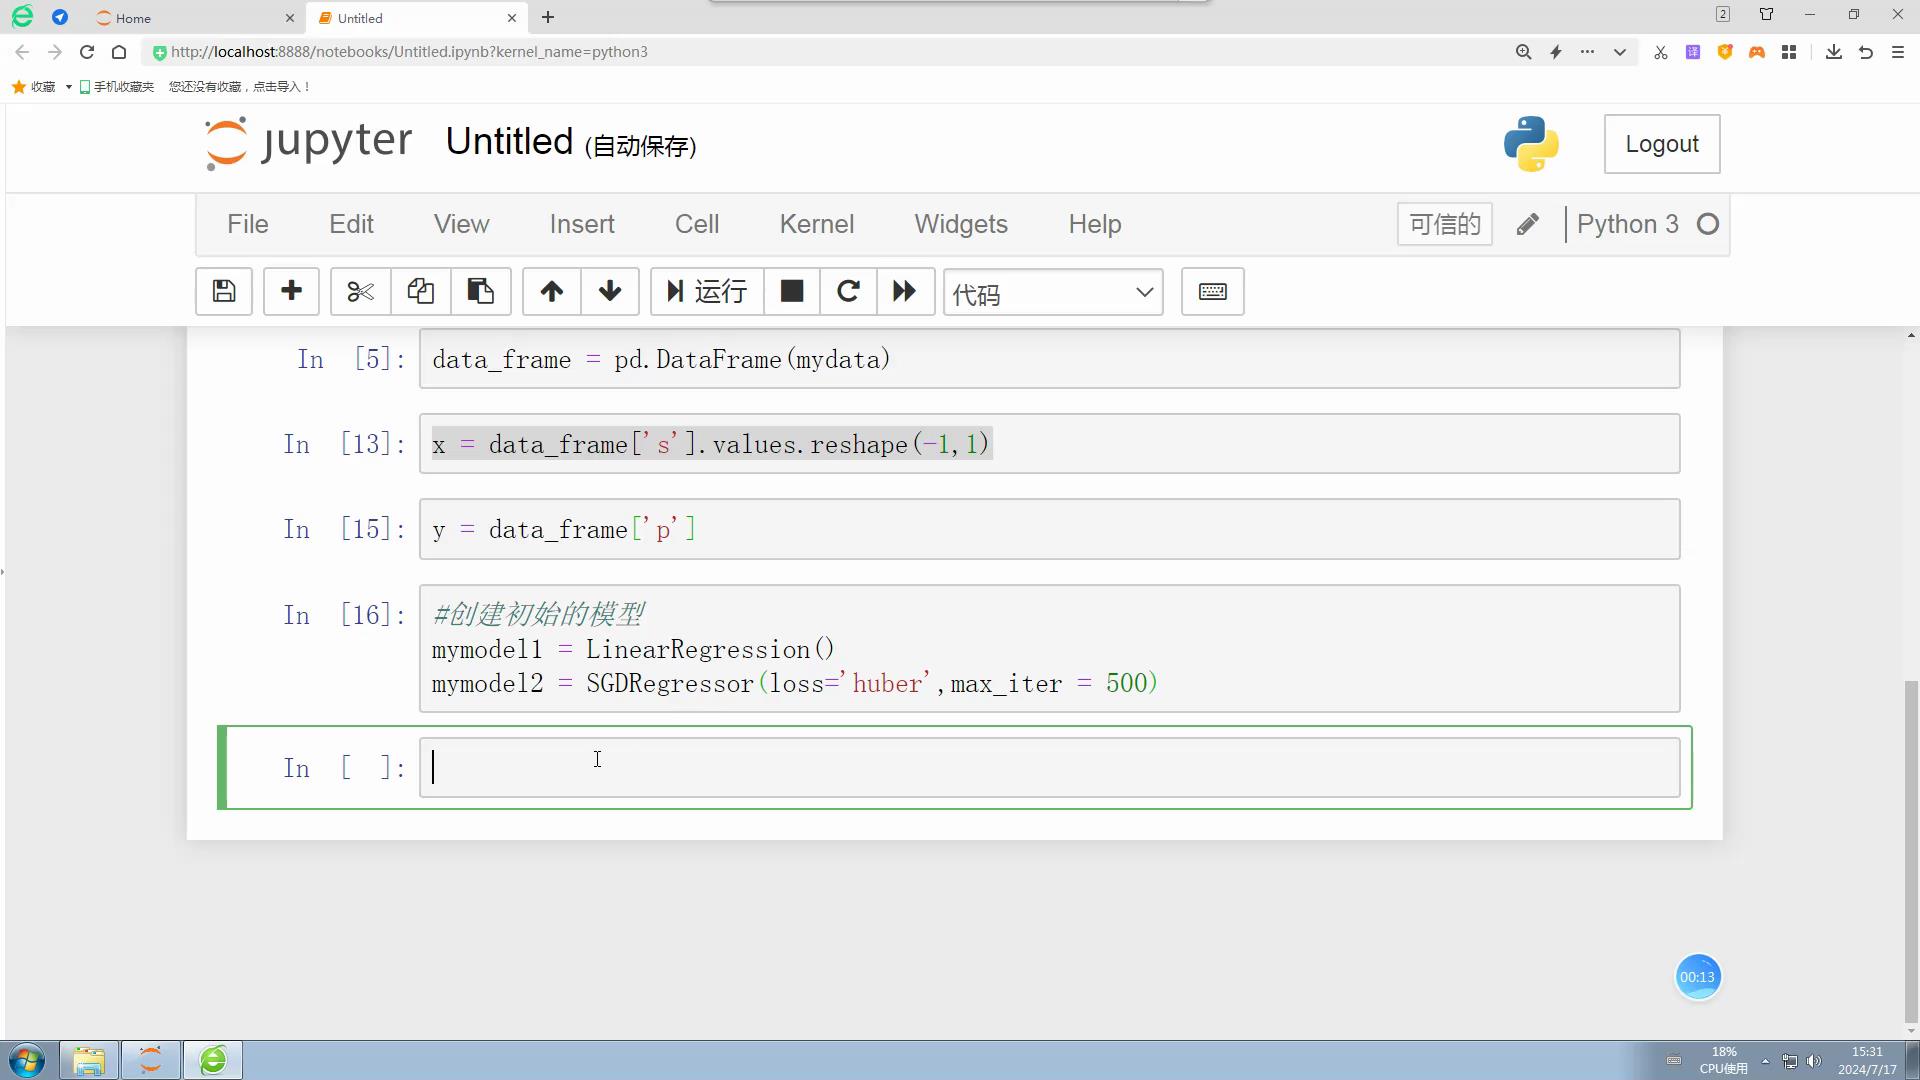 Home
Untitled
2
http://localhost:8888/notebooks/Untitled.ipynb?kernel_name=python3
译
收藏 手机收藏夹 您还没有收藏，点击导入！
jupyter Untitled (自动保存)
Logout
File Edit View Insert Cell Kernel Widgets Help 可信的 Python 3
运行 代码
In [5]: data_frame = pd.DataFrame(mydata)
In [13]: x = data_frame['s'].values.reshape(-1,1)
In [15]: y = data_frame['p']
In [16]: #创建初始的模型
mymodel1 = LinearRegression()
mymodel2 = SGDRegressor(loss='huber',max_iter = 500)
In [ ]:
00:13
18%
CPU使用
15:31
2024/7/17